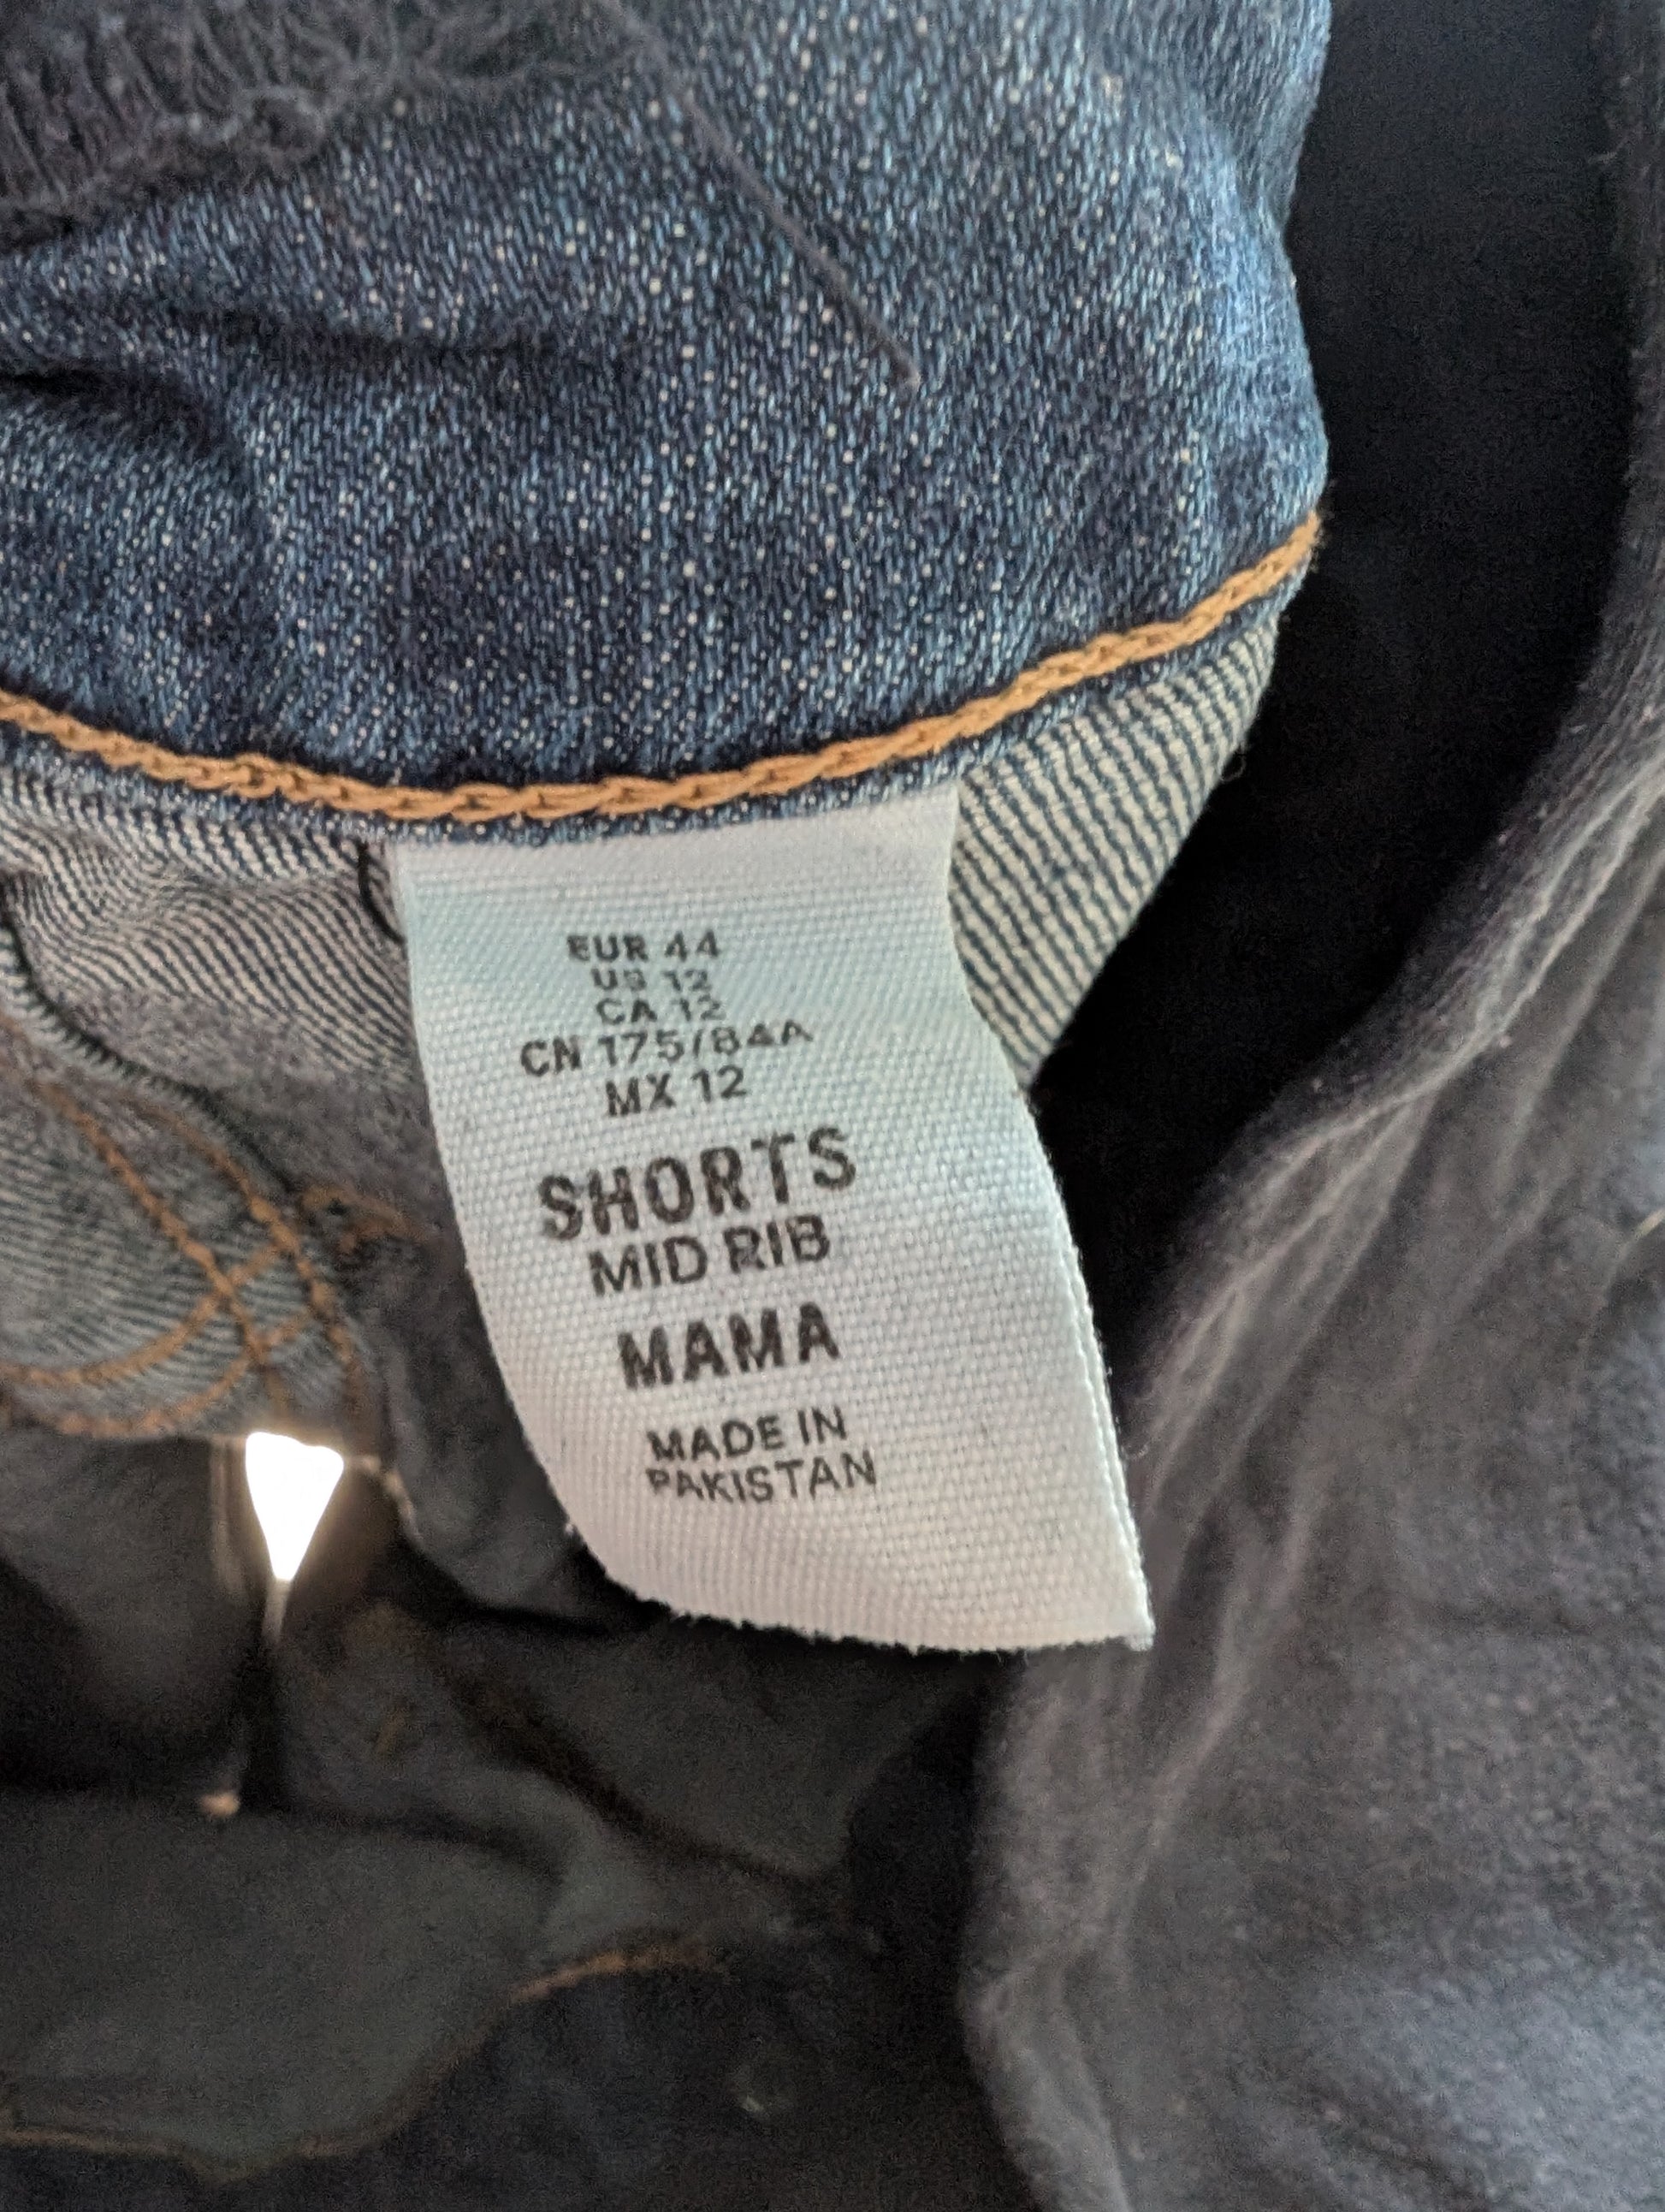 EUR 44
US 12
CA 12
CN 175/84A
MX 12
SHORTS
MID RIB
MAMA
MADE IN
PAKISTAN